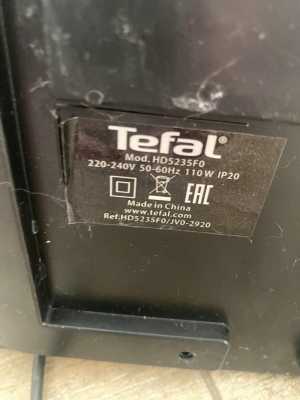 Tefal®
Mod. HD5235F0
220-240V 50-60Hz 110W IP20
EAC
Made in China
www.tefal.com
Ref.HD5235F0/JV0-2920